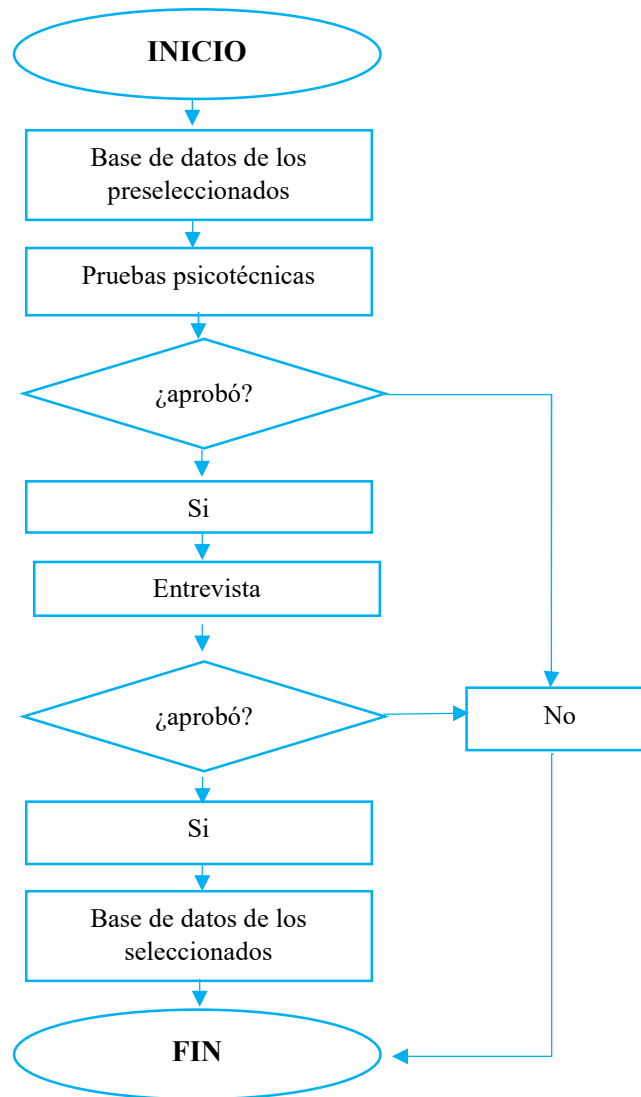 INICIO
Base de datos de los
preseleccionados
Pruebas psicotécnicas
¿aprobó?
Si
Entrevista
¿aprobó?
No
Si
Base de datos de los
seleccionados
FIN